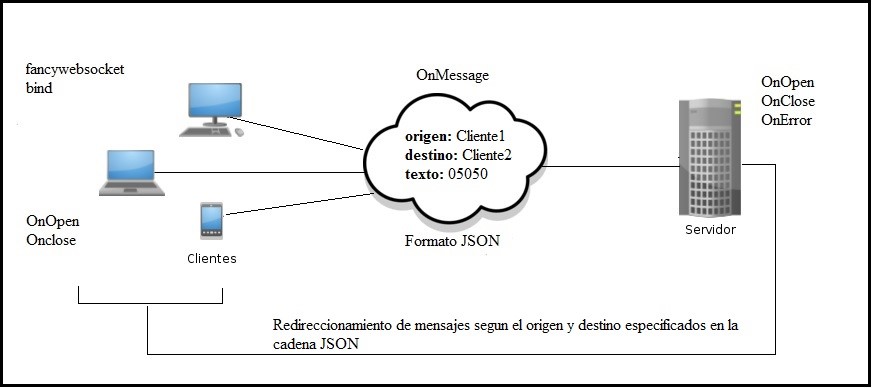 fancywebsocket
bind
OnMessage
OnOpen
OnClose
OnError
origen: Cliente1
destino: Cliente2
texto: 05050
OnOpen
Onclose
Clientes
Formato JSON
Servidor
Redireccionamiento de mensajes segun el origen y destino especificados en la
cadena JSON